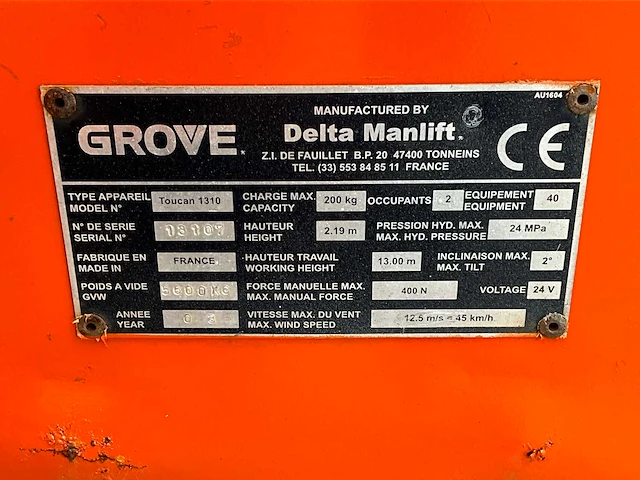 AU1604
MANUFACTURED BY
GROVE Delta Manlift CE
Z.I. DE FAUILLET B.P. 20 47400 TONNEINS
TEL. (33) 553 84 85 11 FRANCE
TYPE APPAREIL Toucan 1310 CHARGE MAX. 200 kg OCCUPANTS 2 EQUIPEMENT 40
MODEL N° CAPACITY EQUIPMENT
N° DE SERIE HAUTEUR 2.19 m PRESSION HYD. MAX. 24 MPa
SERIAL N° HEIGHT MAX. HYD. PRESSURE
FABRIQUE EN FRANCE HAUTEUR TRAVAIL 13.00 m INCLINAISON MAX. 2°
MADE IN WORKING HEIGHT MAX. TILT
POIDS A VIDE FORCE MANUELLE MAX. 400 N VOLTAGE 24 V
GVW MAX. MANUAL FORCE
ANNEE VITESSE MAX. DU VENT 12.5 m/s = 45 km/h
YEAR MAX. WIND SPEED